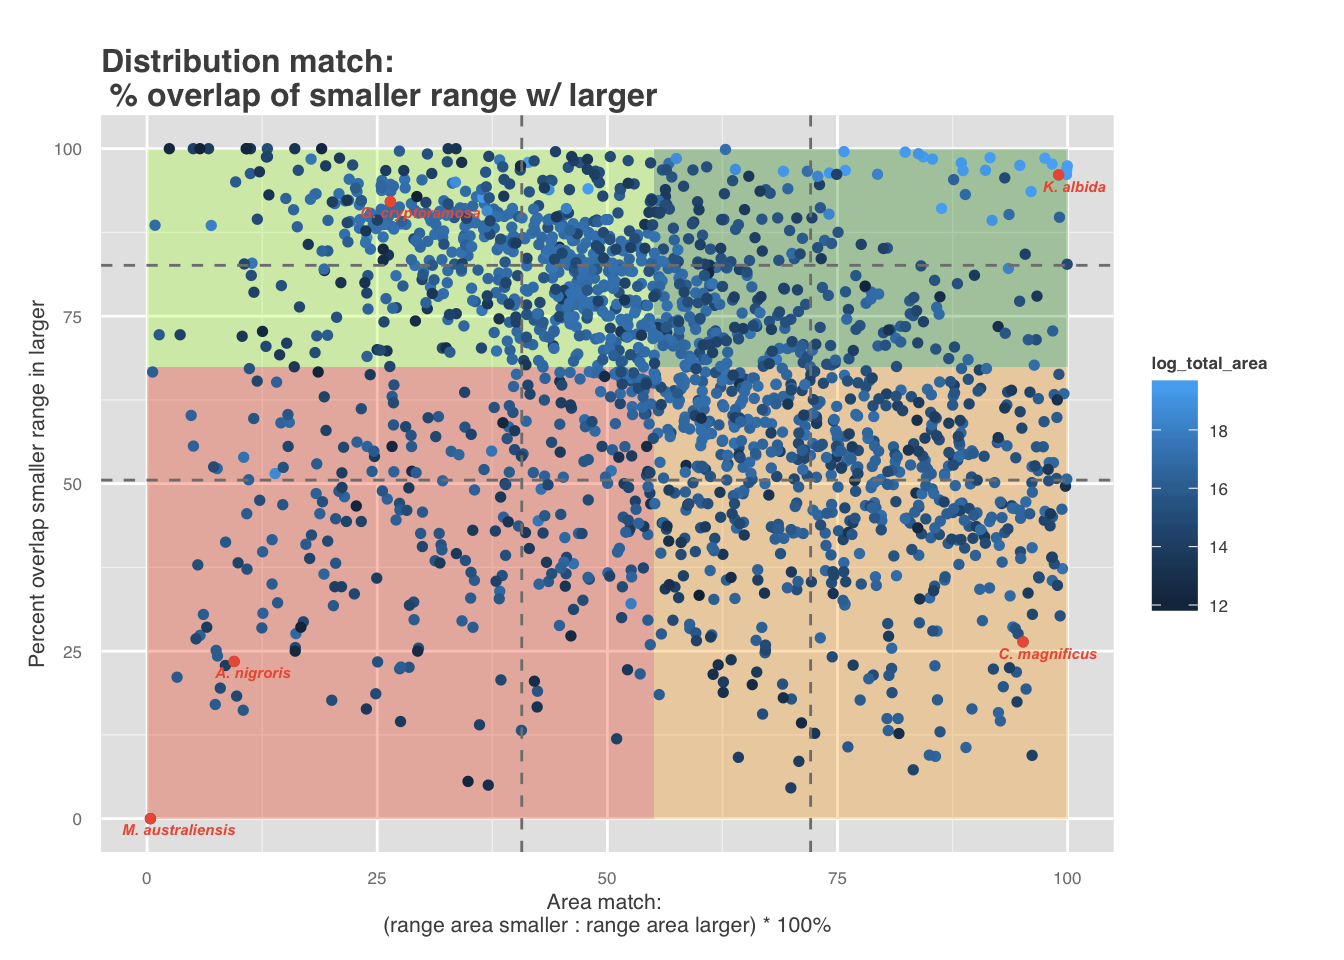 Distribution match:
% overlap of smaller range w/ larger
Percent overlap smaller range in larger
100
75
50
25
0
K. albida
G. cryptoramosa
C. magnificus
A. nigroris
M. australiensis
0
25
50
75
100
Area match:
(range area smaller : range area larger) * 100%
log_total_area
18
16
14
12